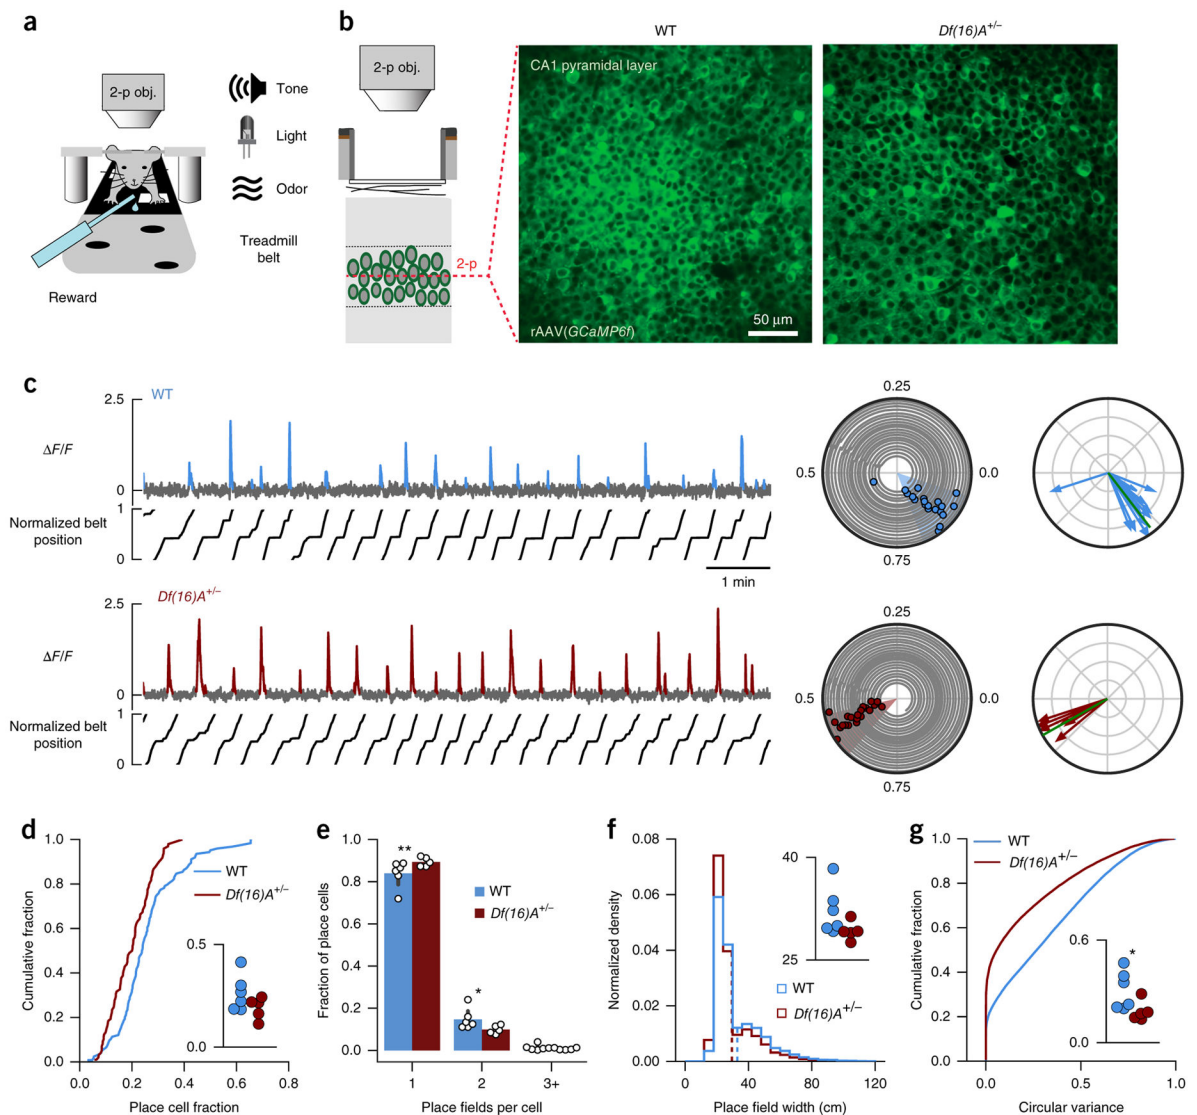 a
2-p obj.
Tone
Light
Odor
Treadmill
belt
Reward
b
2-p obj.
2-p
WT
CA1 pyramidal layer
rAAV(GCaMP6f)
50 μm
Df(16)A+/–
c
WT
2.5
ΔF/F
0
Normalized belt
position
1
0
1 min
Df(16)A+/–
2.5
ΔF/F
0
Normalized belt
position
1
0
0.25
0.5
0.0
0.75
0.25
0.5
0.0
0.75
d
Cumulative fraction
1.0
0.8
0.6
0.4
0.2
0.0
WT
Df(16)A+/–
0.5
0.0
0.0 0.2 0.4 0.6 0.8
Place cell fraction
e
Fraction of place cells
1.0
0.8
0.6
0.4
0.2
0.0
**
*
WT
Df(16)A+/–
1 2 3+
Place fields per cell
f
Normalized density
0.08
0.06
0.04
0.02
0.00
40
25
WT
Df(16)A+/–
0 40 80 120
Place field width (cm)
g
Cumulative fraction
1.0
0.8
0.6
0.4
0.2
0.0
WT
Df(16)A+/–
0.6
*
0.0
0.0 0.5 1.0
Circular variance